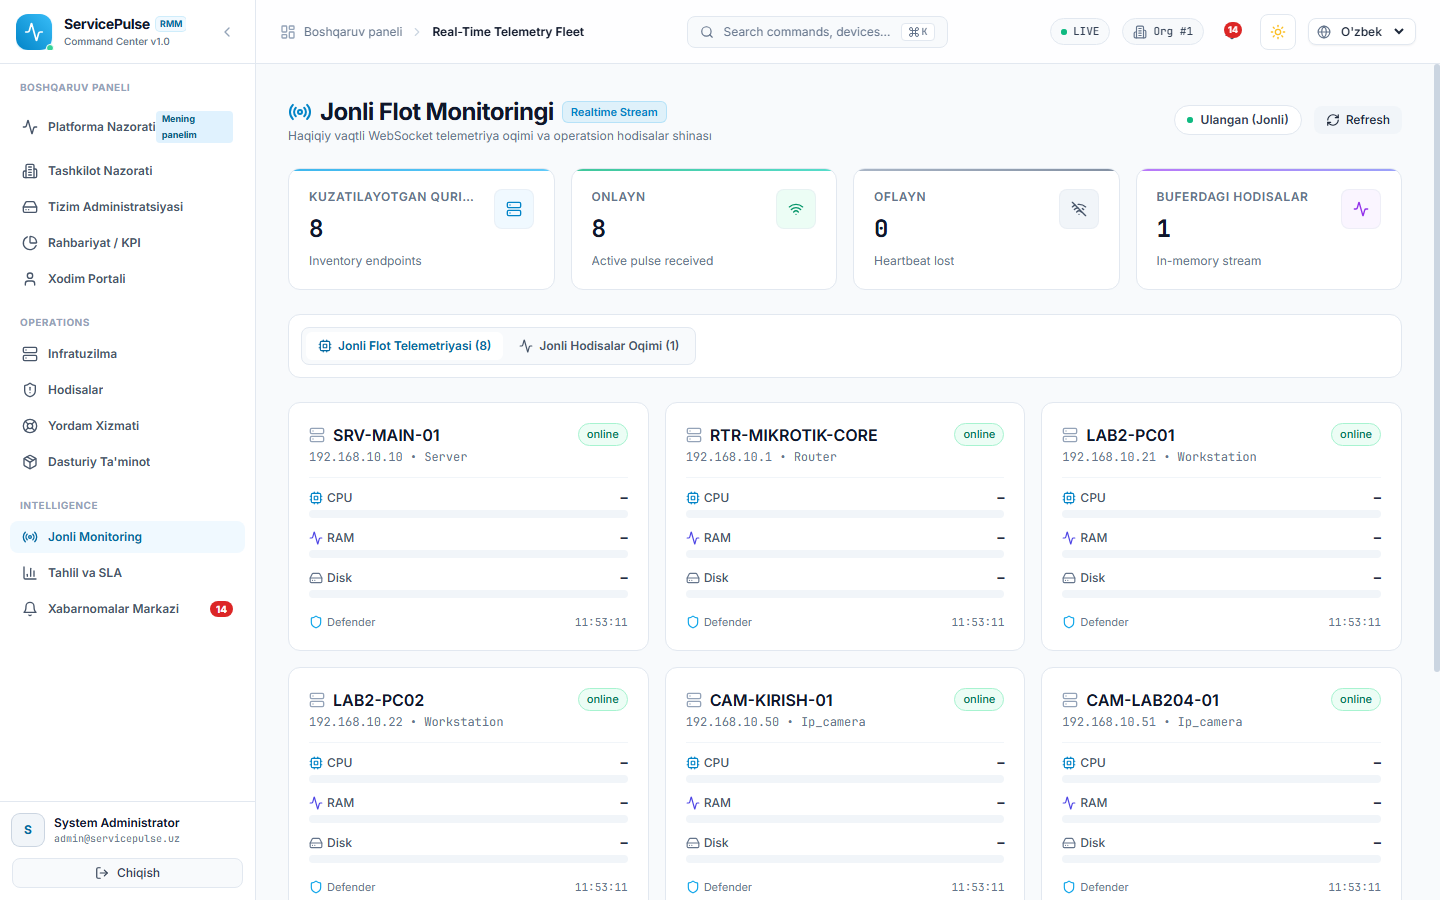 ServicePulse RMM
Command Center v1.0
BOSHQARUV PANELI
Platforma Nazorati Mening panelim
Tashkilot Nazorati
Tizim Administratsiyasi
Rahbariyat / KPI
Xodim Portali
OPERATIONS
Infratuzilma
Hodisalar
Yordam Xizmati
Dasturiy Ta'minot
INTELLIGENCE
Jonli Monitoring
Tahlil va SLA
Xabarnomalar Markazi 14
S System Administrator
admin@servicepulse.uz
Chiqish
Boshqaruv paneli > Real-Time Telemetry Fleet
Search commands, devices... ⌘K
LIVE
Org #1
14
O'zbek
Jonli Flot Monitoringi Realtime Stream
Haqiqiy vaqtli WebSocket telemetriya oqimi va operatsion hodisalar shinasi
Ulangan (Jonli)
Refresh
KUZATILAYOTGAN QURI...
8
Inventory endpoints
ONLAYN
8
Active pulse received
OFLAYN
0
Heartbeat lost
BUFERDAGI HODISALAR
1
In-memory stream
Jonli Flot Telemetriyasi (8)
Jonli Hodisalar Oqimi (1)
SRV-MAIN-01 online
192.168.10.10 • Server
CPU –
RAM –
Disk –
Defender 11:53:11
RTR-MIKROTIK-CORE online
192.168.10.1 • Router
CPU –
RAM –
Disk –
Defender 11:53:11
LAB2-PC01 online
192.168.10.21 • Workstation
CPU –
RAM –
Disk –
Defender 11:53:11
LAB2-PC02 online
192.168.10.22 • Workstation
CPU –
RAM –
Disk –
Defender 11:53:11
CAM-KIRISH-01 online
192.168.10.50 • Ip_camera
CPU –
RAM –
Disk –
Defender 11:53:11
CAM-LAB204-01 online
192.168.10.51 • Ip_camera
CPU –
RAM –
Disk –
Defender 11:53:11